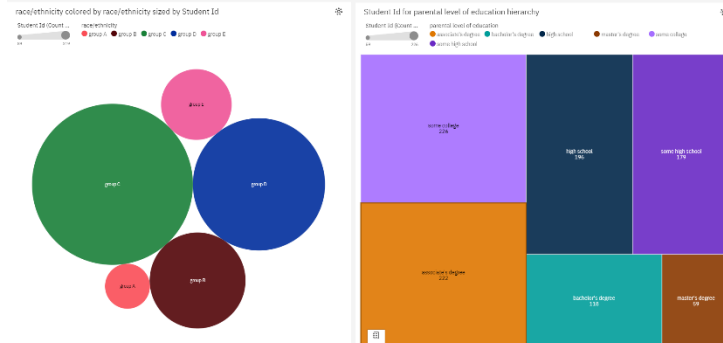 race/ethnicity colored by race/ethnicity sized by Student Id
Student Id (Count ...
race/ethnicity
group A group B group C group D group E
group E
group C
group D
group B
group A
Student Id for parental level of education hierarchy
Student Id (Count ...
parental level of education
associate's degree bachelor's degree high school master's degree some college
some high school
some college
226
high school
196
some high school
179
associate's degree
222
bachelor's degree
118
master's degree
59